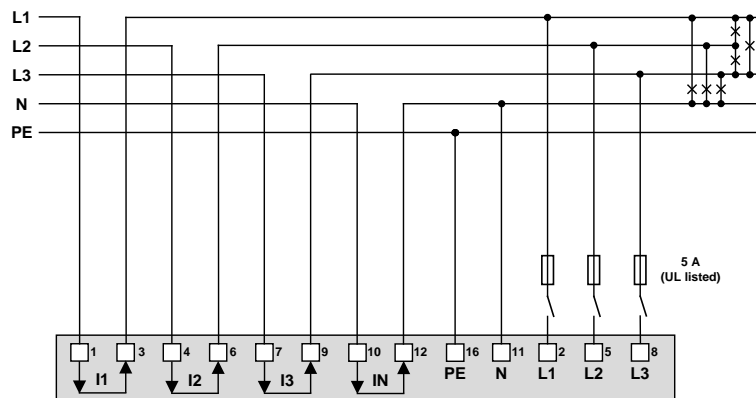 L1
L2
L3
N
PE
5 A
(UL listed)
1 3 4 6 7 9 10 12 16 11 2 5 8
I1 I2 I3 IN PE N L1 L2 L3